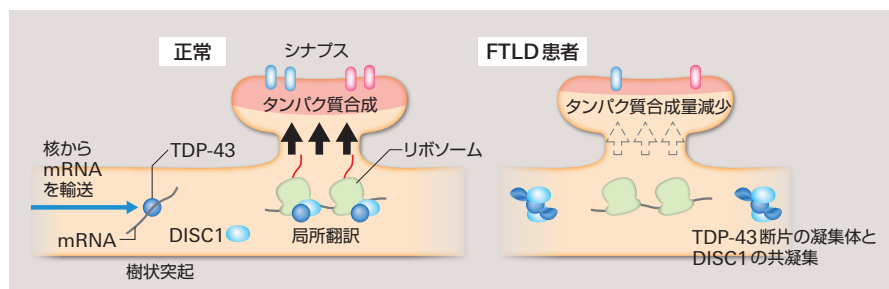 正常
シナプス
タンパク質合成
核から
mRNA
を輸送
TDP-43
リボソーム
mRNA
DISC1
局所翻訳
樹状突起
FTLD患者
タンパク質合成量減少
TDP-43断片の凝集体と
DISC1の共凝集